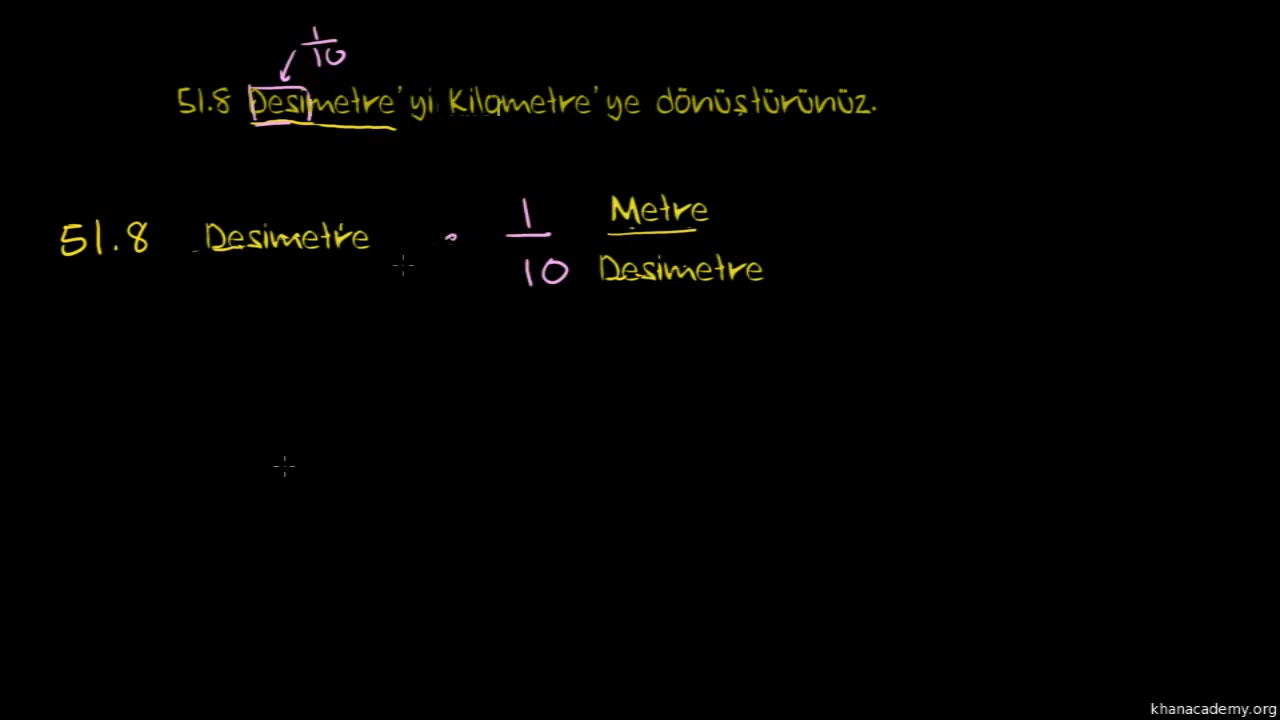 1
10
51.8 Desimetre'yi Kilometre'ye dönüştürünüz.
51.8 Desimetre · 1 Metre
10 Desimetre
khanacademy.org